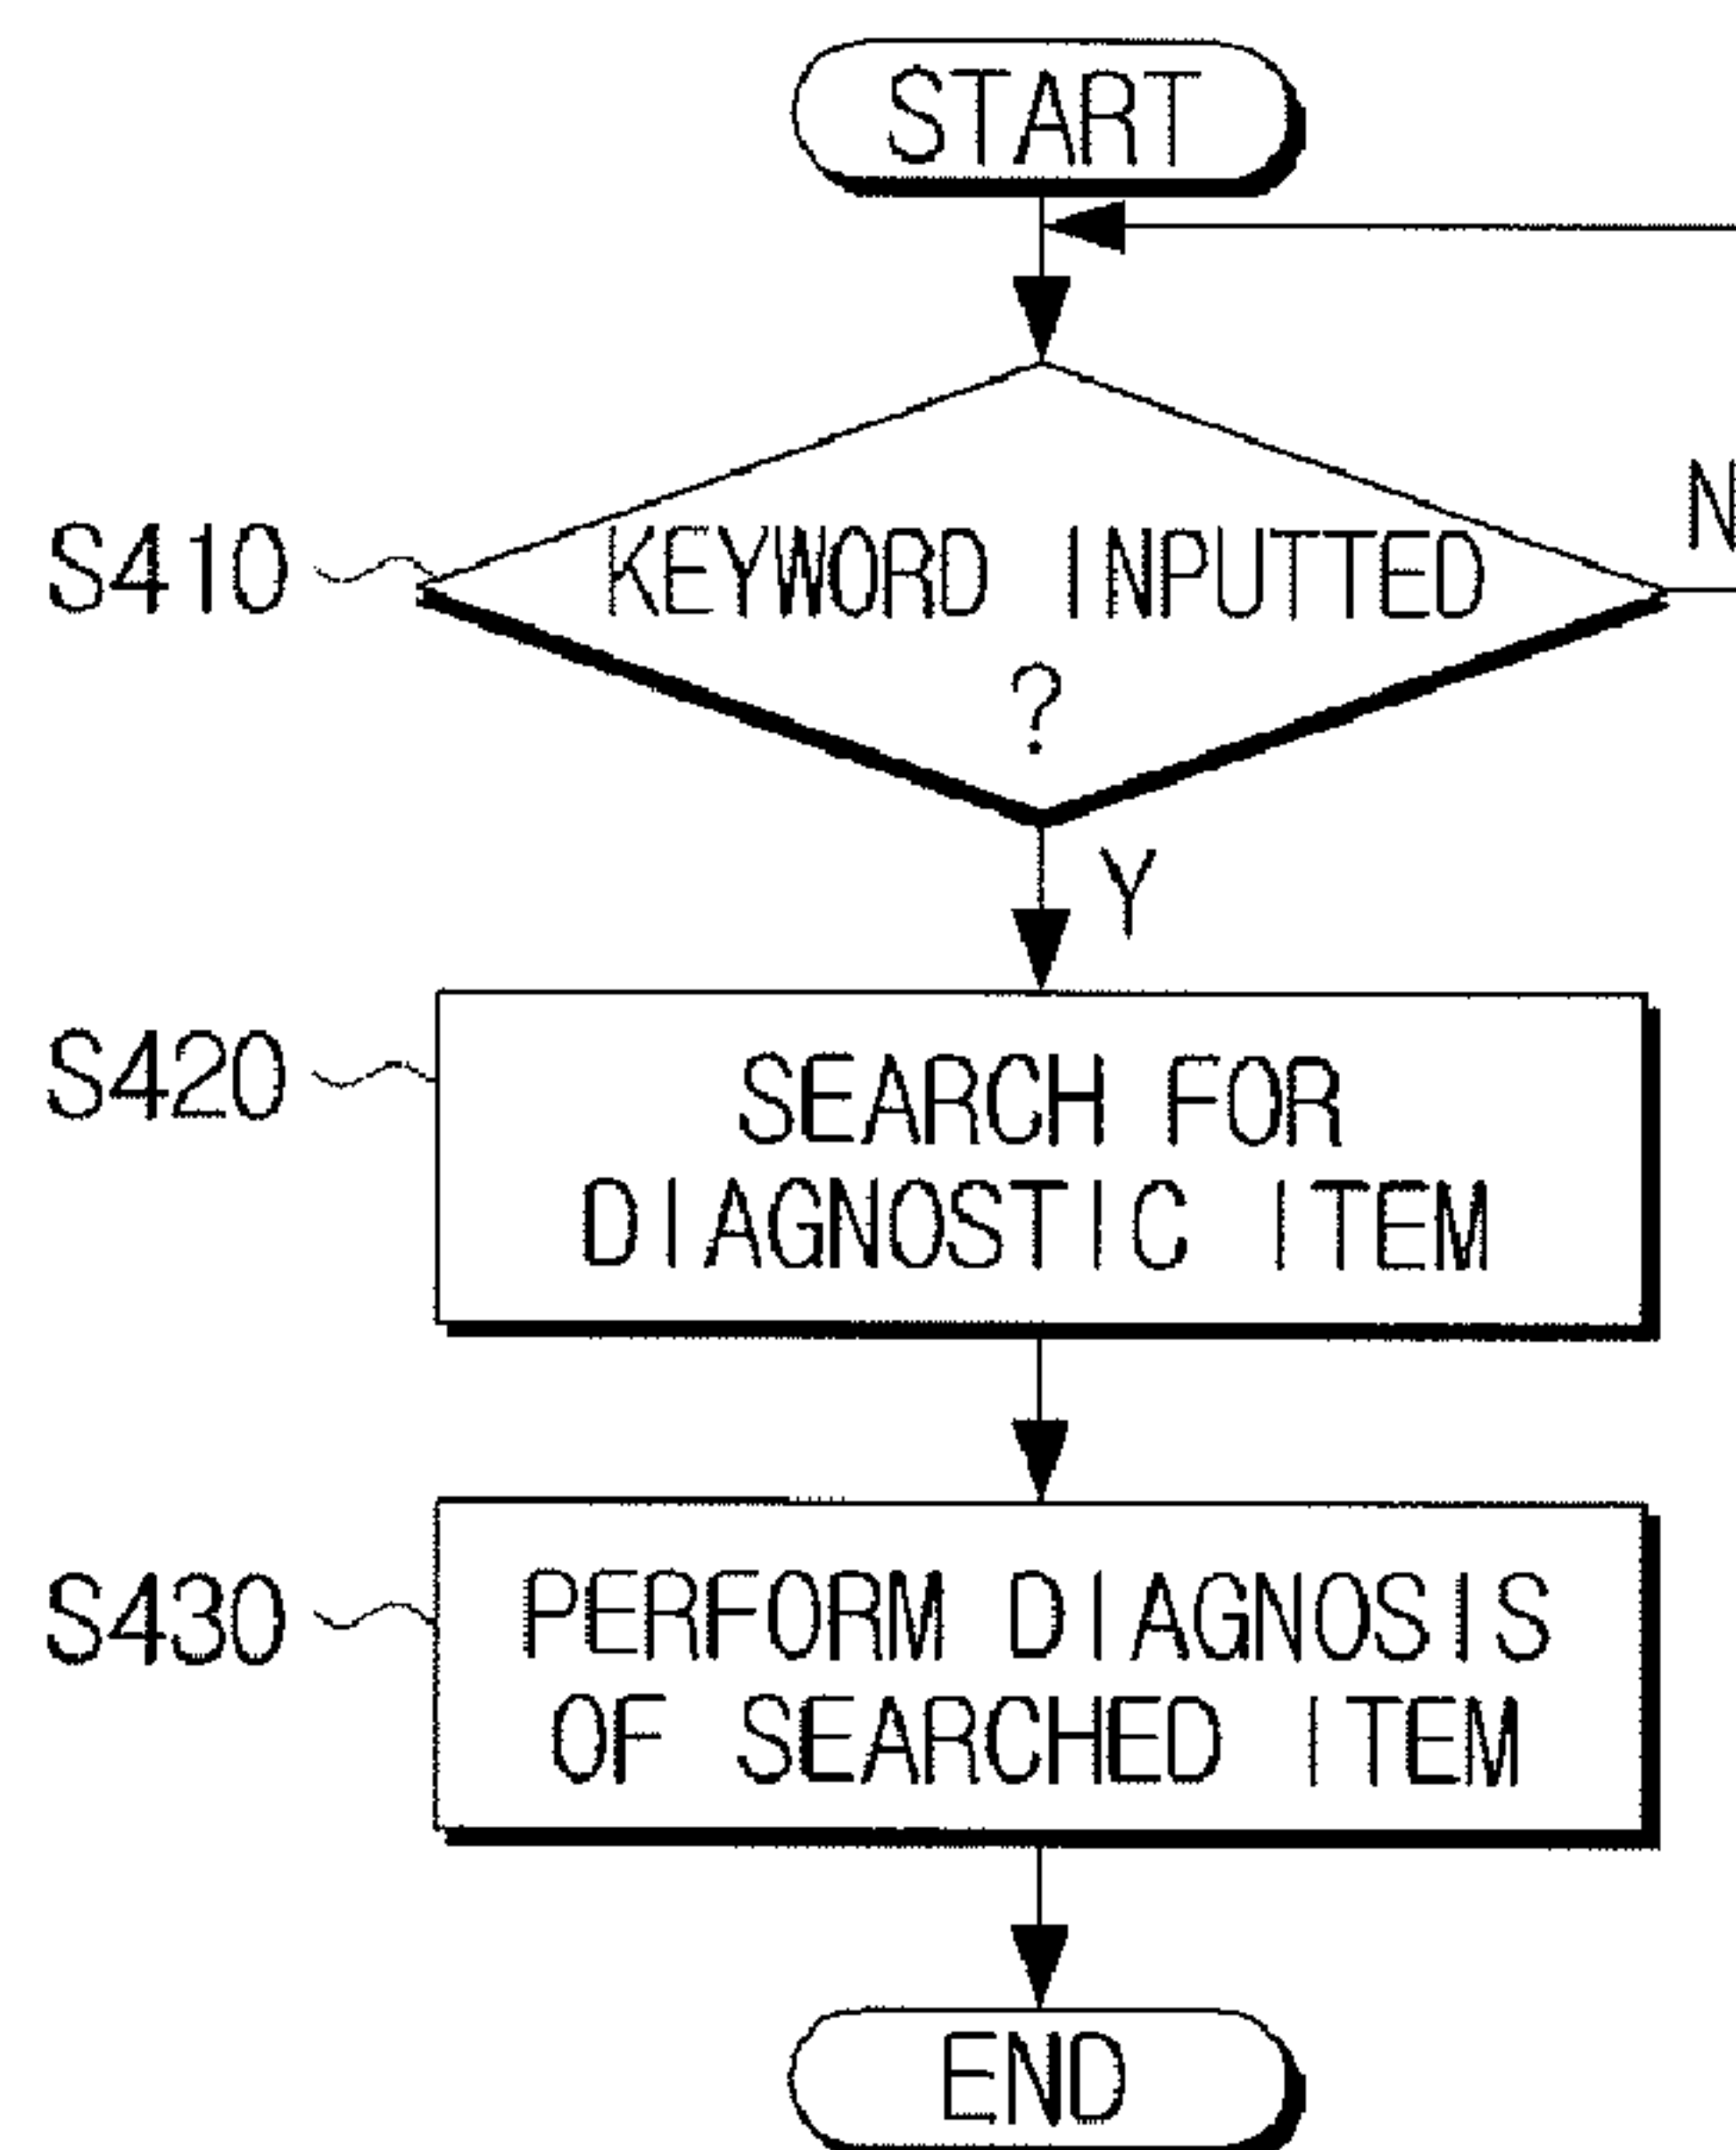 START
S410
KEYWORD INPUTTED
?
N
Y
S420
SEARCH FOR
DIAGNOSTIC ITEM
S430
PERFORM DIAGNOSIS
OF SEARCHED ITEM
END